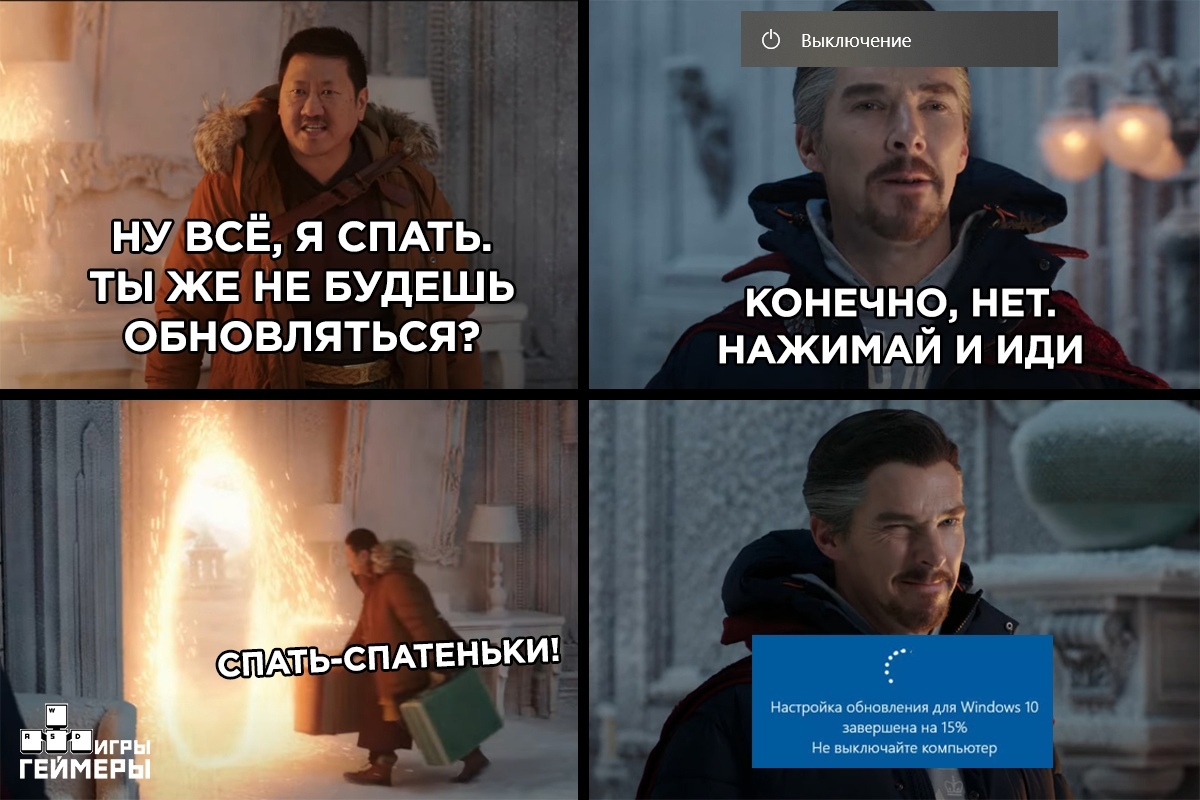 НУ ВСЁ, Я СПАТЬ.
ТЫ ЖЕ НЕ БУДЕШЬ
ОБНОВЛЯТЬСЯ?
Выключение
КОНЕЧНО, НЕТ.
НАЖИМАЙ И ИДИ
СПАТЬ-СПАТЕНЬКИ!
W
A S D
ИГРЫ
ГЕЙМЕРЫ
Настройка обновления для Windows 10
завершена на 15%
Не выключайте компьютер